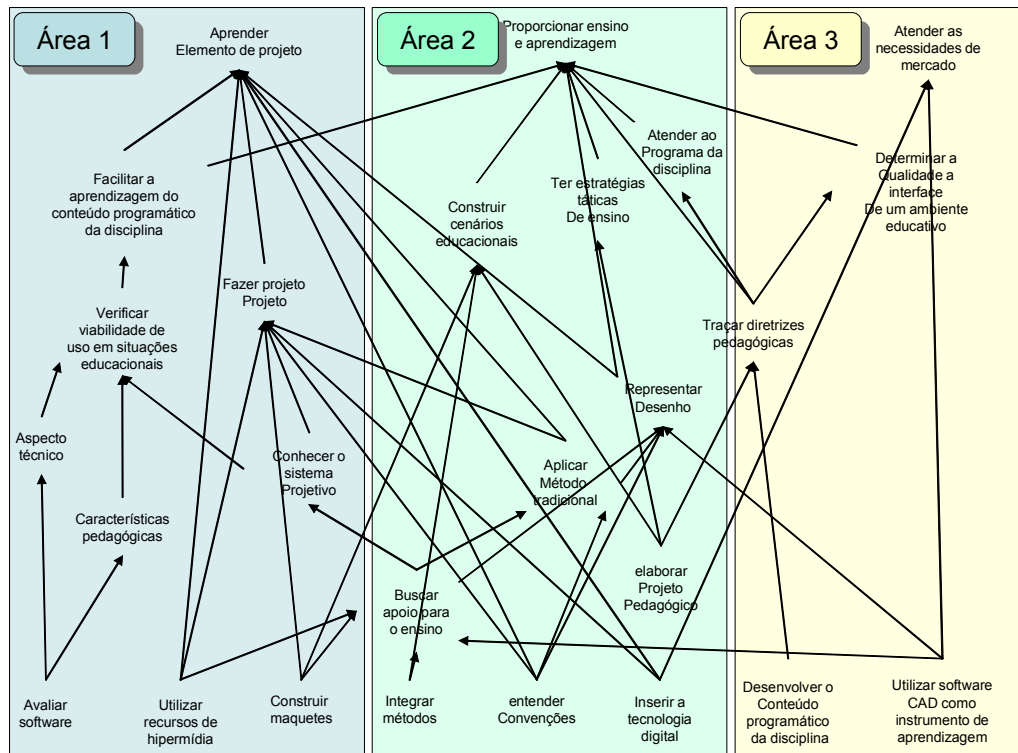 Área 1
Aprender
Elemento de projeto
Área 2
Proporcionar ensino
e aprendizagem
Área 3
Atender as
necessidades de
mercado
Facilitar a
aprendizagem do
conteúdo programático
da disciplina
Construir
cenários
educacionais
Ter estratégias
táticas
De ensino
Atender ao
Programa da
disciplina
Determinar a
Qualidade a
interface
De um ambiente
educativo
Verificar
viabilidade de
uso em situações
educacionais
Fazer projeto
Projeto
Traçar diretrizes
pedagógicas
Representar
Desenho
Aspecto
técnico
Conhecer o
sistema
Projetivo
Aplicar
Método
tradicional
Características
pedagógicas
Buscar
apoio para
o ensino
elaborar
Projeto
Pedagógico
Avaliar
software
Utilizar
recursos de
hipermídia
Construir
maquetes
Integrar
métodos
entender
Convenções
Inserir a
tecnologia
digital
Desenvolver o
Conteúdo
programático
da disciplina
Utilizar software
CAD como
instrumento de
aprendizagem